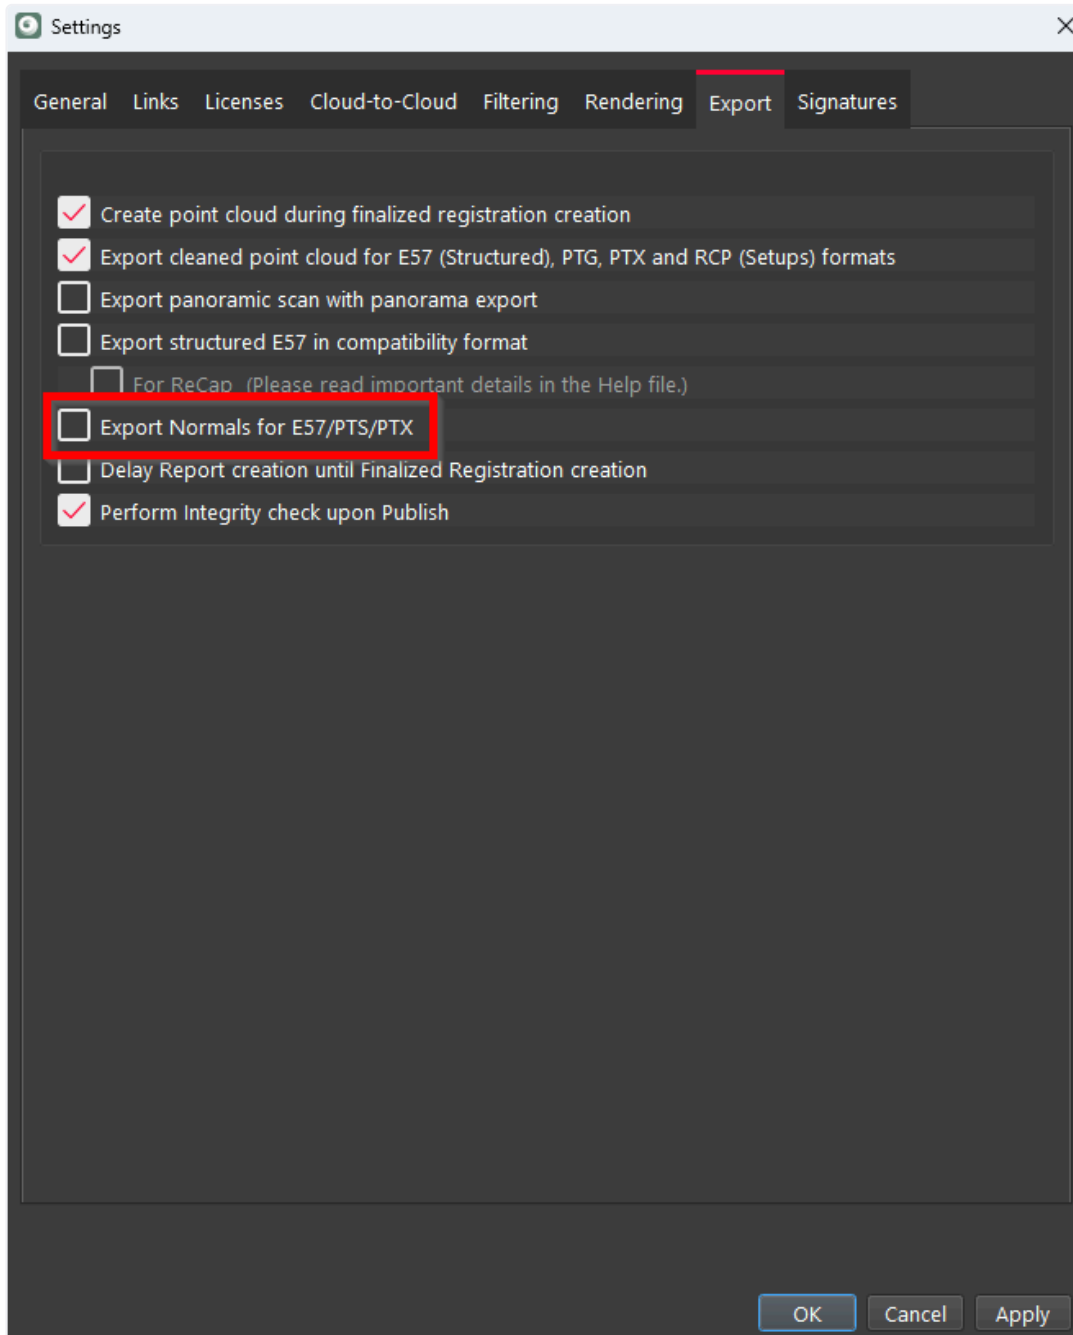 Settings
General Links Licenses Cloud-to-Cloud Filtering Rendering Export Signatures
Create point cloud during finalized registration creation
Export cleaned point cloud for E57 (Structured), PTG, PTX and RCP (Setups) formats
Export panoramic scan with panorama export
Export structured E57 in compatibility format
For ReCap (Please read important details in the Help file.)
Export Normals for E57/PTS/PTX
Delay Report creation until Finalized Registration creation
Perform Integrity check upon Publish
OK Cancel Apply